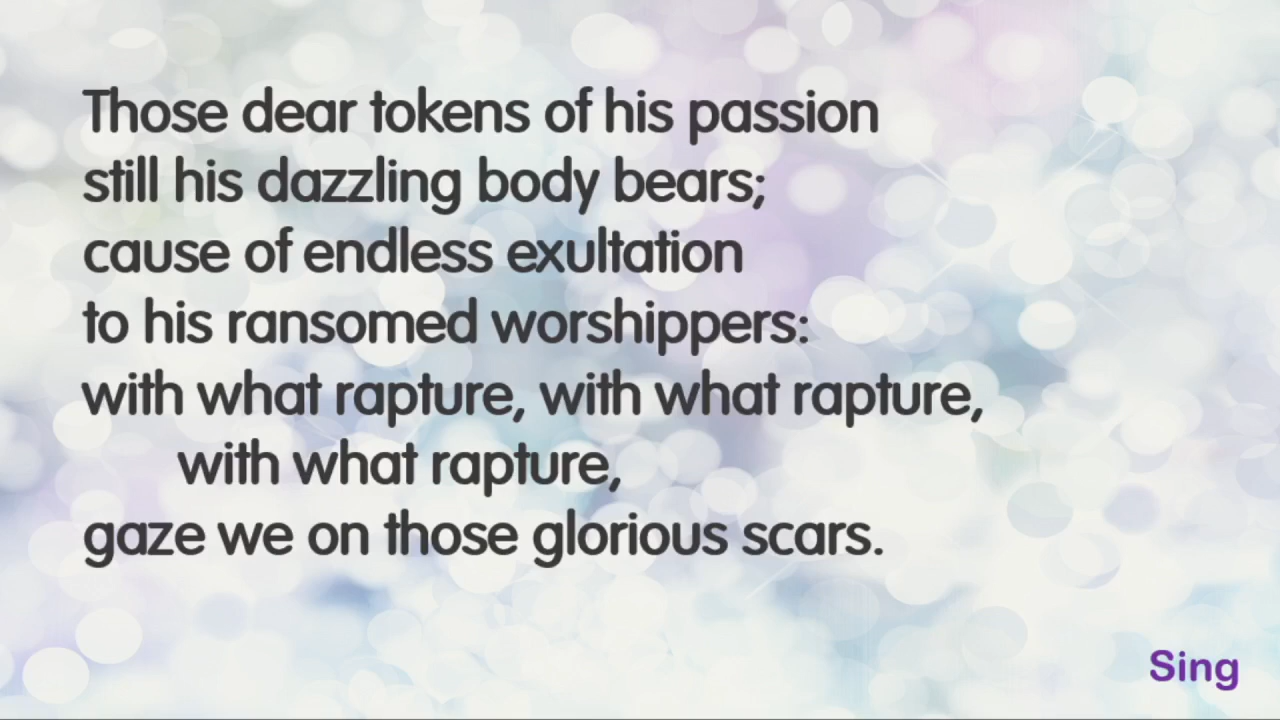 Those dear tokens of his passion
still his dazzling body bears;
cause of endless exultation
to his ransomed worshippers:
with what rapture, with what rapture,
with what rapture,
gaze we on those glorious scars.
Sing